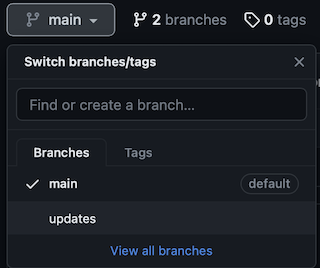 main 2 branches 0 tags
Switch branches/tags
Find or create a branch...
Branches Tags
main default
updates
View all branches